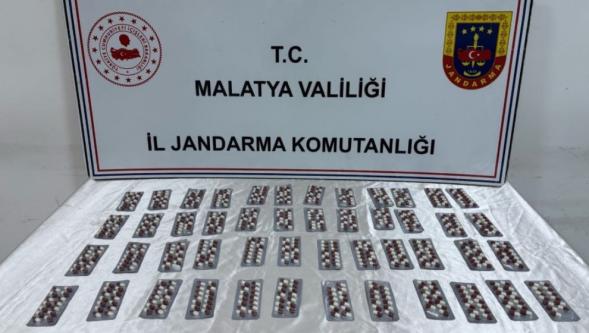 T.C.
MALATYA VALİLİĞİ
İL JANDARMA KOMUTANLIĞI
JANDARMA